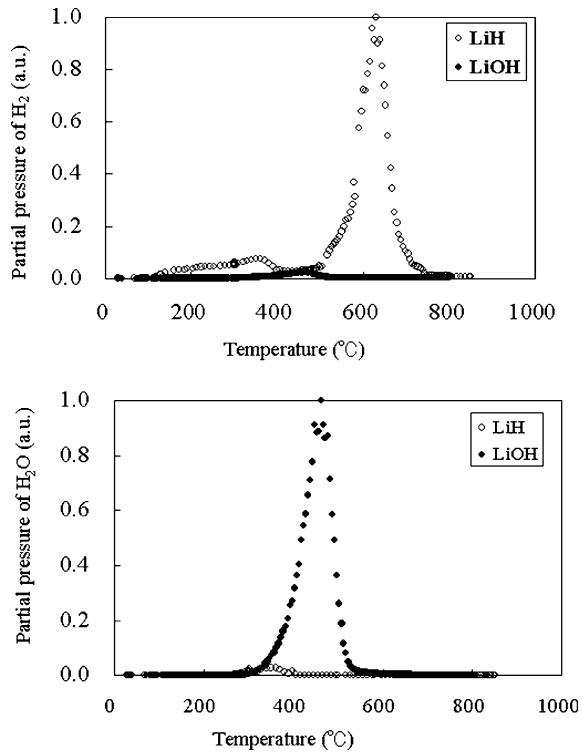 1.0
LiH
LiOH
0.8
0.6
0.4
0.2
0.0
0 200 400 600 800 1000
Partial pressure of H₂ (a.u.)
Temperature (℃)
1.0
LiH
LiOH
0.8
0.6
0.4
0.2
0.0
0 200 400 600 800 1000
Partial pressure of H₂O (a.u.)
Temperature (℃)